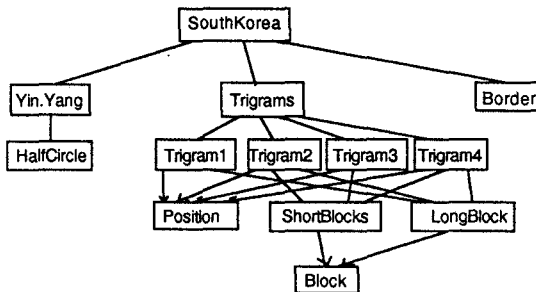 SouthKorea
Yin.Yang Trigrams Border
HalfCircle Trigram1 Trigram2 Trigram3 Trigram4
Position ShortBlocks LongBlock
Block